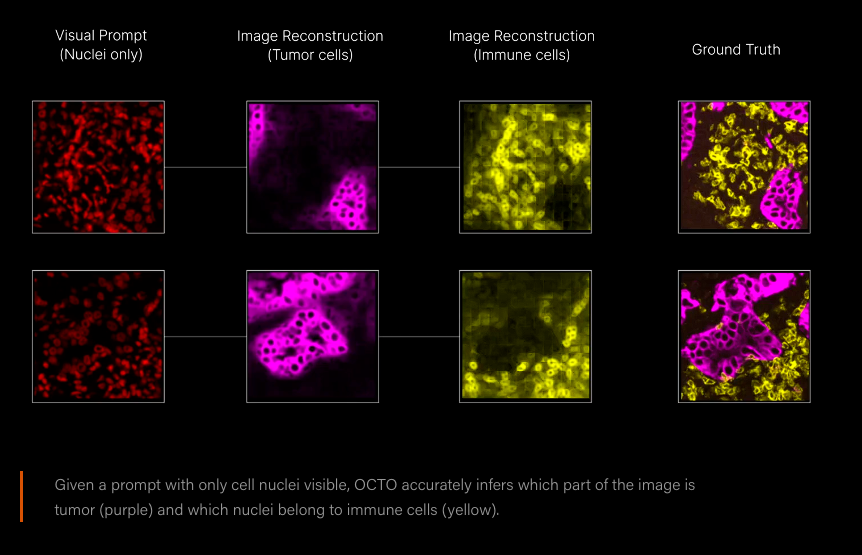 Visual Prompt
(Nuclei only)
Image Reconstruction
(Tumor cells)
Image Reconstruction
(Immune cells)
Ground Truth
Given a prompt with only cell nuclei visible, OCTO accurately infers which part of the image is
tumor (purple) and which nuclei belong to immune cells (yellow).